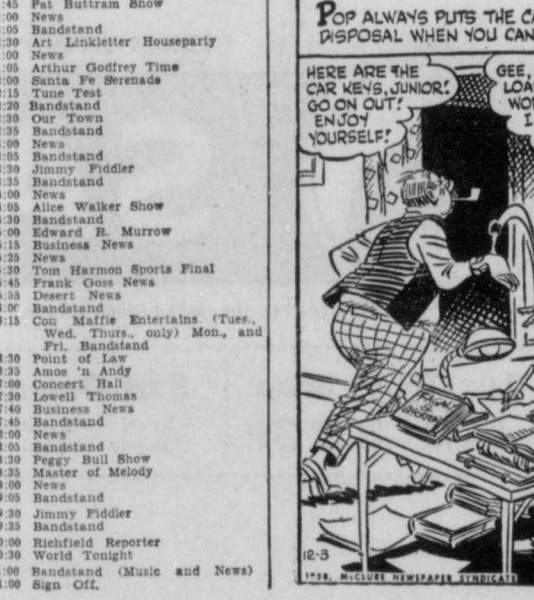 :45 Pat Buttram Show
:00 News
:05 Bandstand
:30 Art Linkletter Houseparty
:00 News
:05 Arthur Godfrey Time
:00 Santa Fe Serenade
:15 Tune Test
:20 Bandstand
:30 Our Town
:35 Bandstand
:00 News
:05 Bandstand
:30 Jimmy Fiddler
:35 Bandstand
:00 News
:05 Alice Walker Show
:30 Bandstand
:00 Edward R. Murrow
:15 Business News
:25 News
:30 Tom Harmon Sports Final
:45 Frank Goss News
:55 Desert News
:00 Bandstand
:15 Con Maffie Entertains (Tues.,
Wed. Thurs., only) Mon., and
Fri. Bandstand
:30 Point of Law
:35 Amos 'n Andy
:00 Concert Hall
:30 Lowell Thomas
:40 Business News
:45 Bandstand
:00 News
:05 Bandstand
:30 Peggy Bull Show
:35 Master of Melody
:00 News
:05 Bandstand
:30 Jimmy Fiddler
:35 Bandstand
:00 Richfield Reporter
:30 World Tonight
:00 Bandstand (Music and News)
:00 Sign Off.
POP ALWAYS PUTS THE CA
DISPOSAL WHEN YOU CAN
HERE ARE THE
CAR KEYS, JUNIOR!
GO ON OUT!
ENJOY
YOURSELF!
GEE,
LOA
WO
I
12-3
1958, MCCLURE NEWSPAPER SYNDICATE